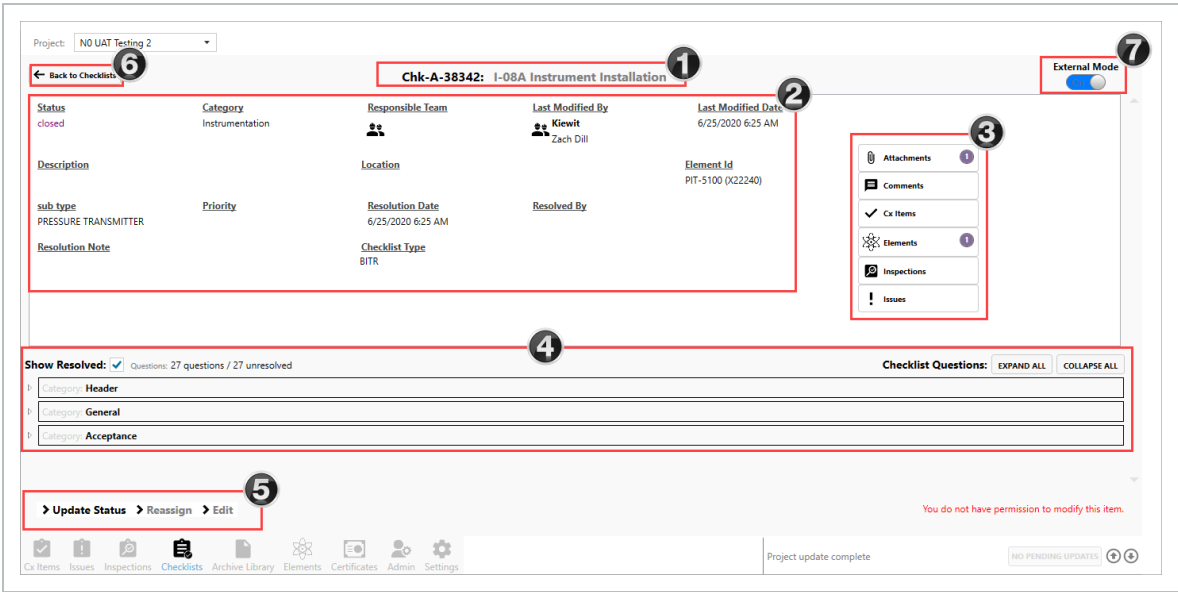 Project: N0 UAT Testing 2
6
← Back to Checklists
Chk-A-38342: I-08A Instrument Installation
1
External Mode
7
2
Status Category Responsible Team Last Modified By Last Modified Date
closed Instrumentation Kiewit 6/25/2020 6:25 AM
Zach Dill
Description Location Element Id
PIT-5100 (X22240)
sub type Priority Resolution Date Resolved By
PRESSURE TRANSMITTER 6/25/2020 6:25 AM
Resolution Note Checklist Type
BITR
3
Attachments 1
Comments
Cx Items
Elements 1
Inspections
Issues
4
Show Resolved: Questions: 27 questions / 27 unresolved Checklist Questions: EXPAND ALL COLLAPSE ALL
Category: Header
Category: General
Category: Acceptance
5
Update Status Reassign Edit
You do not have permission to modify this item.
Cx Items Issues Inspections Checklists Archive Library Elements Certificates Admin Settings
Project update complete
NO PENDING UPDATES